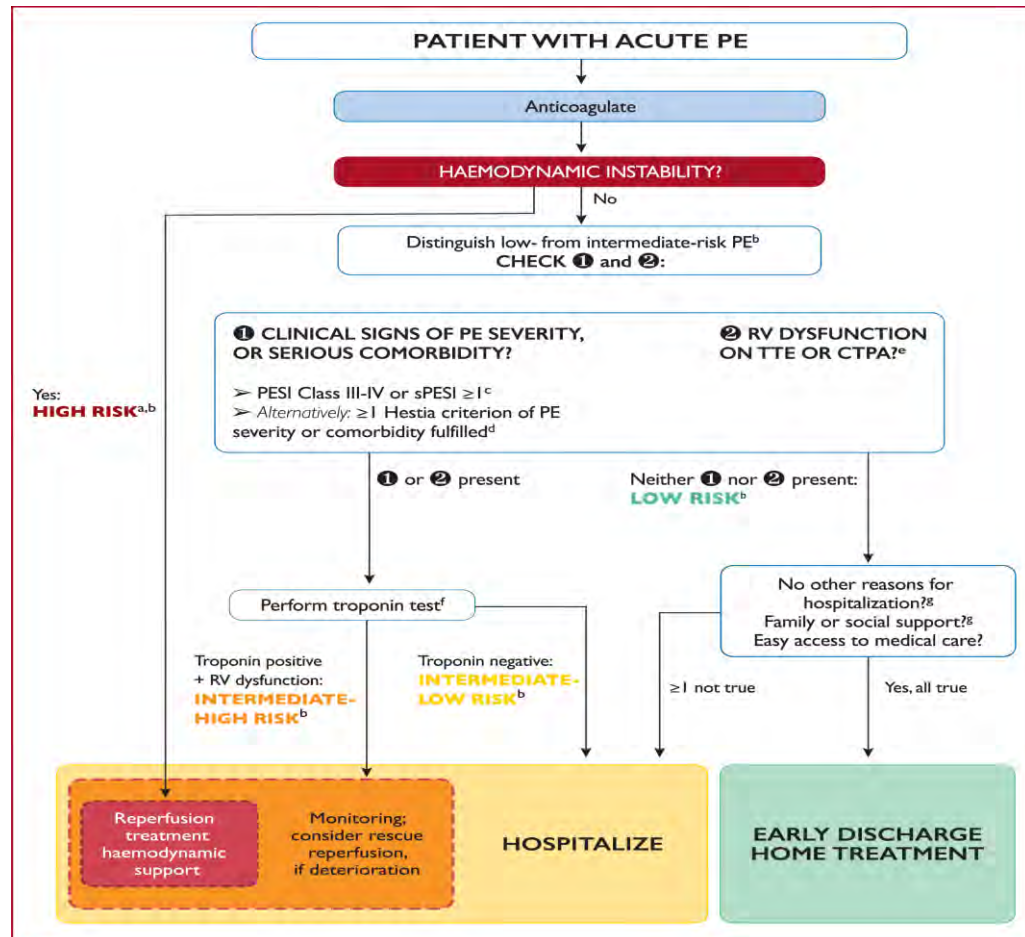 PATIENT WITH ACUTE PE
Anticoagulate
HAEMODYNAMIC INSTABILITY?
No
Distinguish low- from intermediate-risk PEᵇ
CHECK ❶ and ❷:
❶ CLINICAL SIGNS OF PE SEVERITY,
OR SERIOUS COMORBIDITY?
➢ PESI Class III-IV or sPESI ≥1ᶜ
➢ Alternatively: ≥1 Hestia criterion of PE
severity or comorbidity fulfilledᵈ
❷ RV DYSFUNCTION
ON TTE OR CTPA?ᵉ
Yes:
HIGH RISKᵃ,ᵇ
❶ or ❷ present
Neither ❶ nor ❷ present:
LOW RISKᵇ
Perform troponin testᶠ
No other reasons for
hospitalization?ᵍ
Family or social support?ᵍ
Easy access to medical care?
Troponin positive
+ RV dysfunction:
INTERMEDIATE-
HIGH RISKᵇ
Troponin negative:
INTERMEDIATE-
LOW RISKᵇ
≥1 not true
Yes, all true
Reperfusion
treatment
haemodynamic
support
Monitoring;
consider rescue
reperfusion,
if deterioration
HOSPITALIZE
EARLY DISCHARGE
HOME TREATMENT